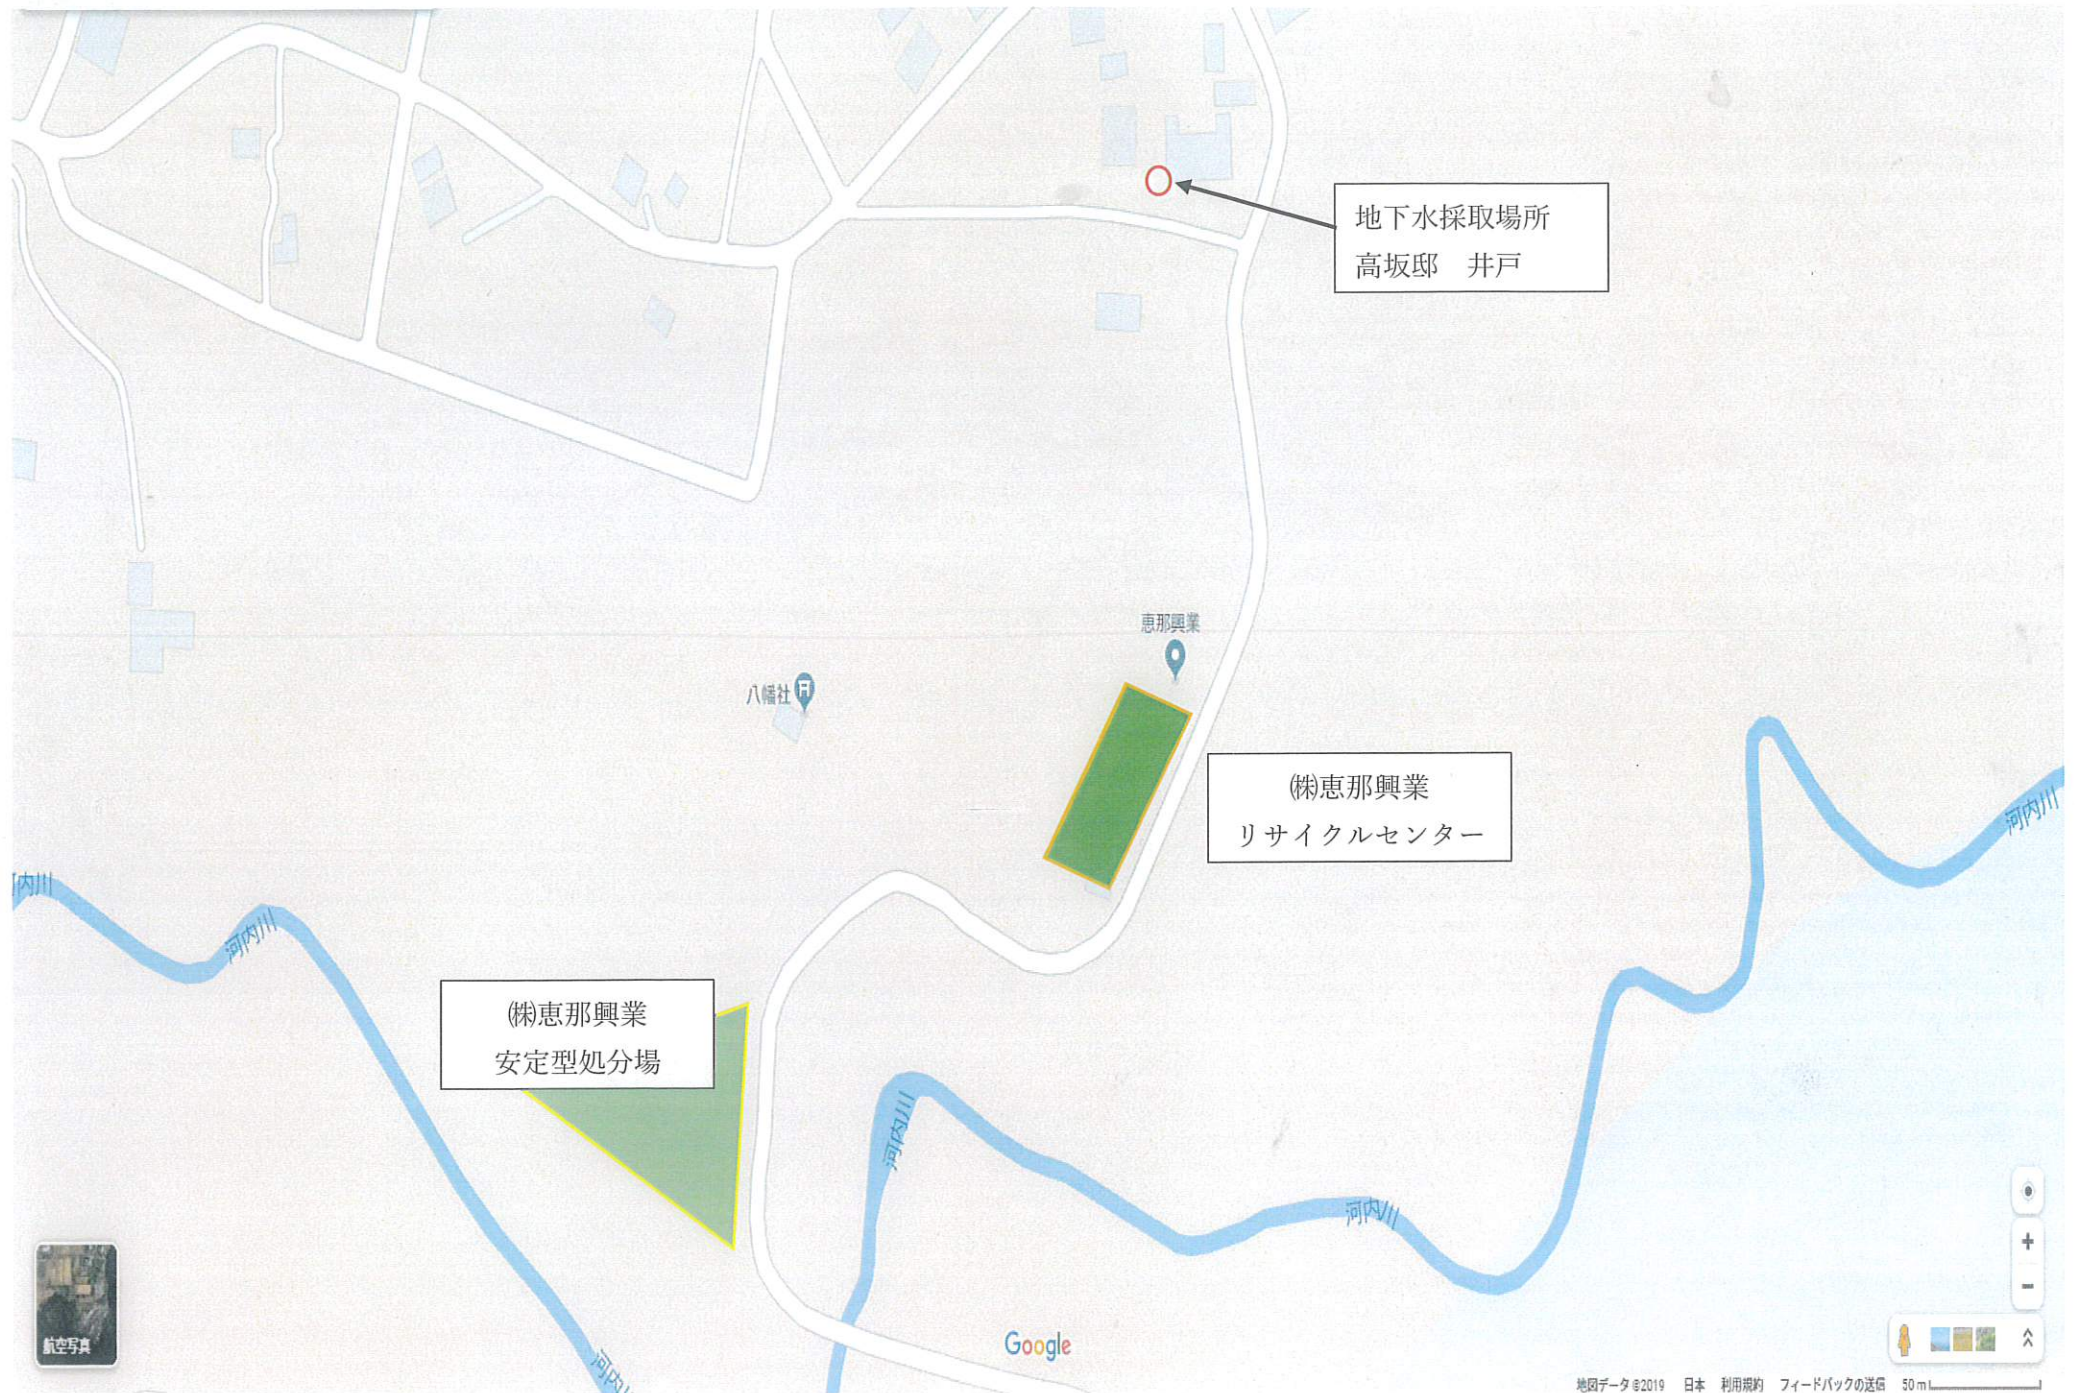 地下水採取場所
高坂邸　井戸
恵那興業
八幡社
㈱恵那興業
リサイクルセンター
河内川
内川
河内川
㈱恵那興業
安定型処分場
河内川
河内川
河内
航空写真
Google
地図データ ©2019 日本 利用規約 フィードバックの送信 50 m